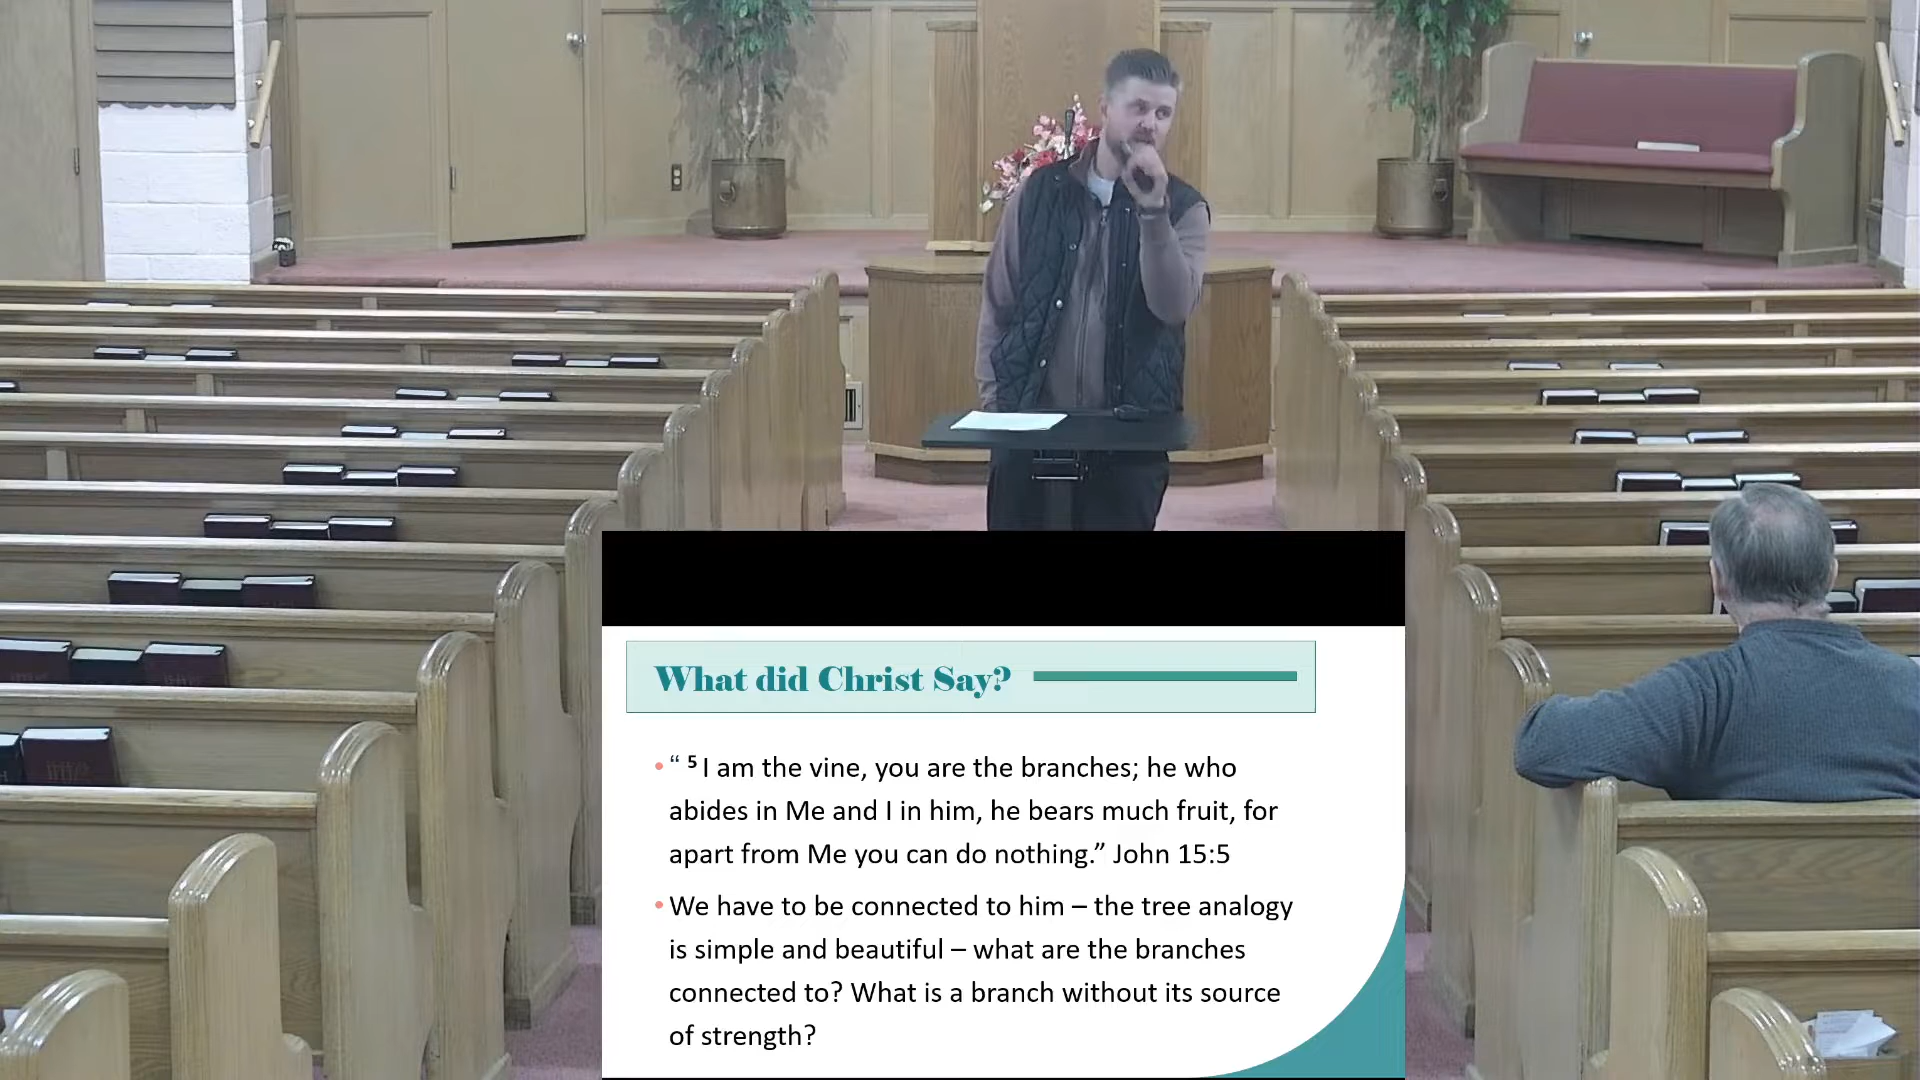 What did Christ Say?
• “ ⁵ I am the vine, you are the branches; he who
abides in Me and I in him, he bears much fruit, for
apart from Me you can do nothing.” John 15:5
• We have to be connected to him – the tree analogy
is simple and beautiful – what are the branches
connected to? What is a branch without its source
of strength?